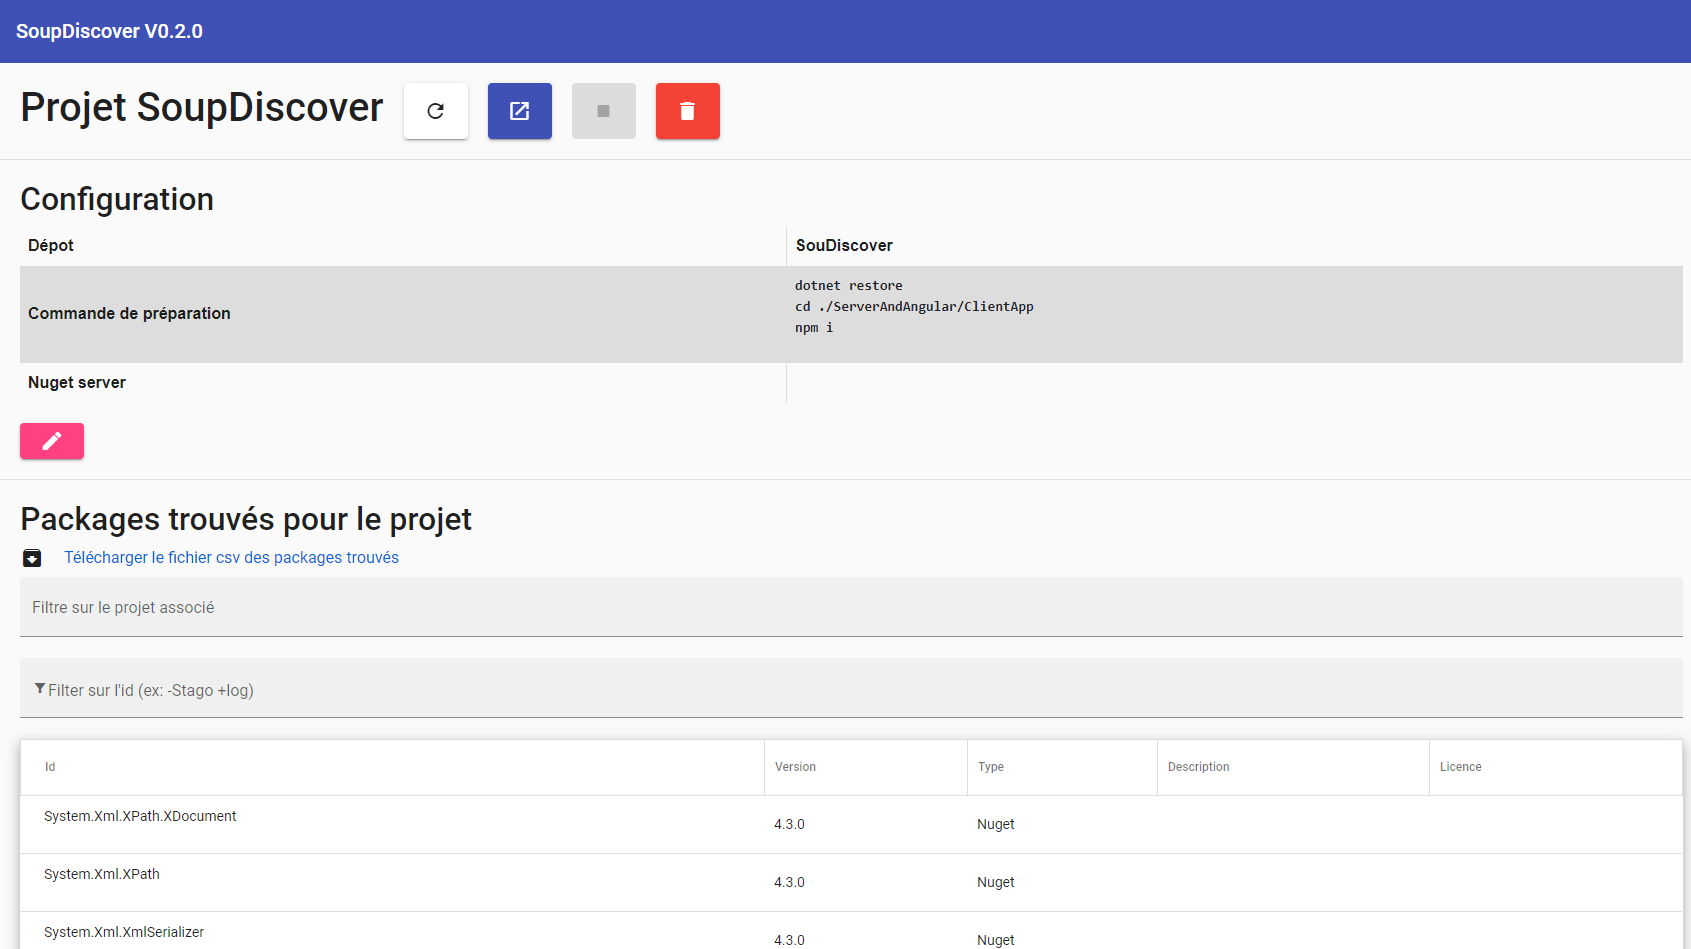 SoupDiscover V0.2.0
Projet SoupDiscover
Configuration
Dépot SouDiscover
Commande de préparation
dotnet restore
cd ./ServerAndAngular/ClientApp
npm i
Nuget server
Packages trouvés pour le projet
Télécharger le fichier csv des packages trouvés
Filtre sur le projet associé
Filter sur l'id (ex: -Stago +log)
Id Version Type Description Licence
System.Xml.XPath.XDocument 4.3.0 Nuget
System.Xml.XPath 4.3.0 Nuget
System.Xml.XmlSerializer 4.3.0 Nuget